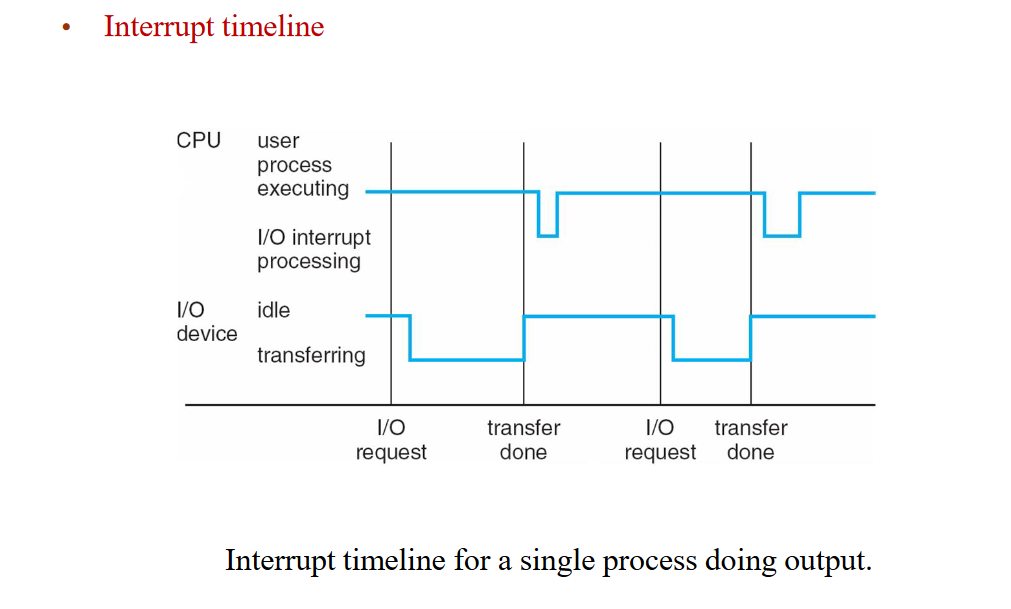 • Interrupt timeline
CPU user
process
executing
I/O interrupt
processing
I/O idle
device
transferring
I/O transfer I/O transfer
request done request done
Interrupt timeline for a single process doing output.